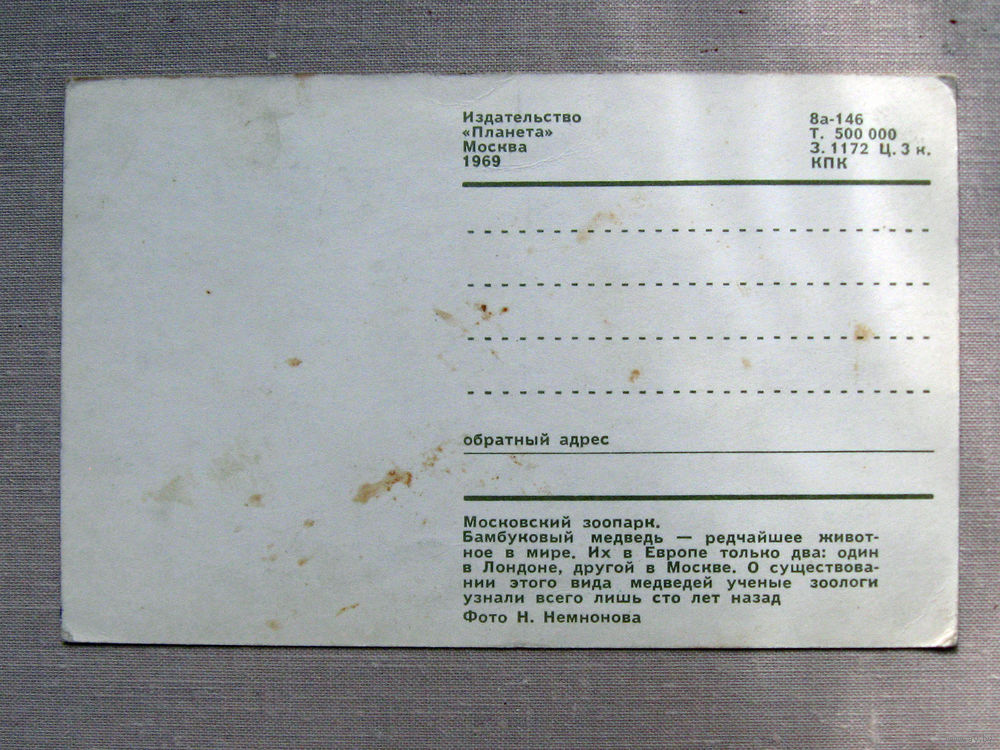 Издательство
«Планета»
Москва
1969
8а-146
Т. 500 000
З. 1172 Ц. 3 к.
КПК
обратный адрес
Московский зоопарк.
Бамбуковый медведь — редчайшее живот-
ное в мире. Их в Европе только два: один
в Лондоне, другой в Москве. О существова-
нии этого вида медведей ученые зоологи
узнали всего лишь сто лет назад
Фото Н. Немнонова